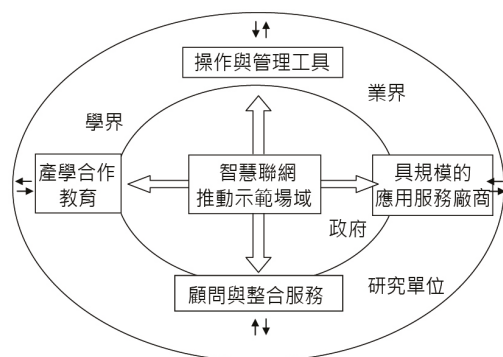 操作與管理工具
業界
學界
產學合作
教育
智慧聯網
推動示範場域
具規模的
應用服務廠商
政府
顧問與整合服務
研究單位